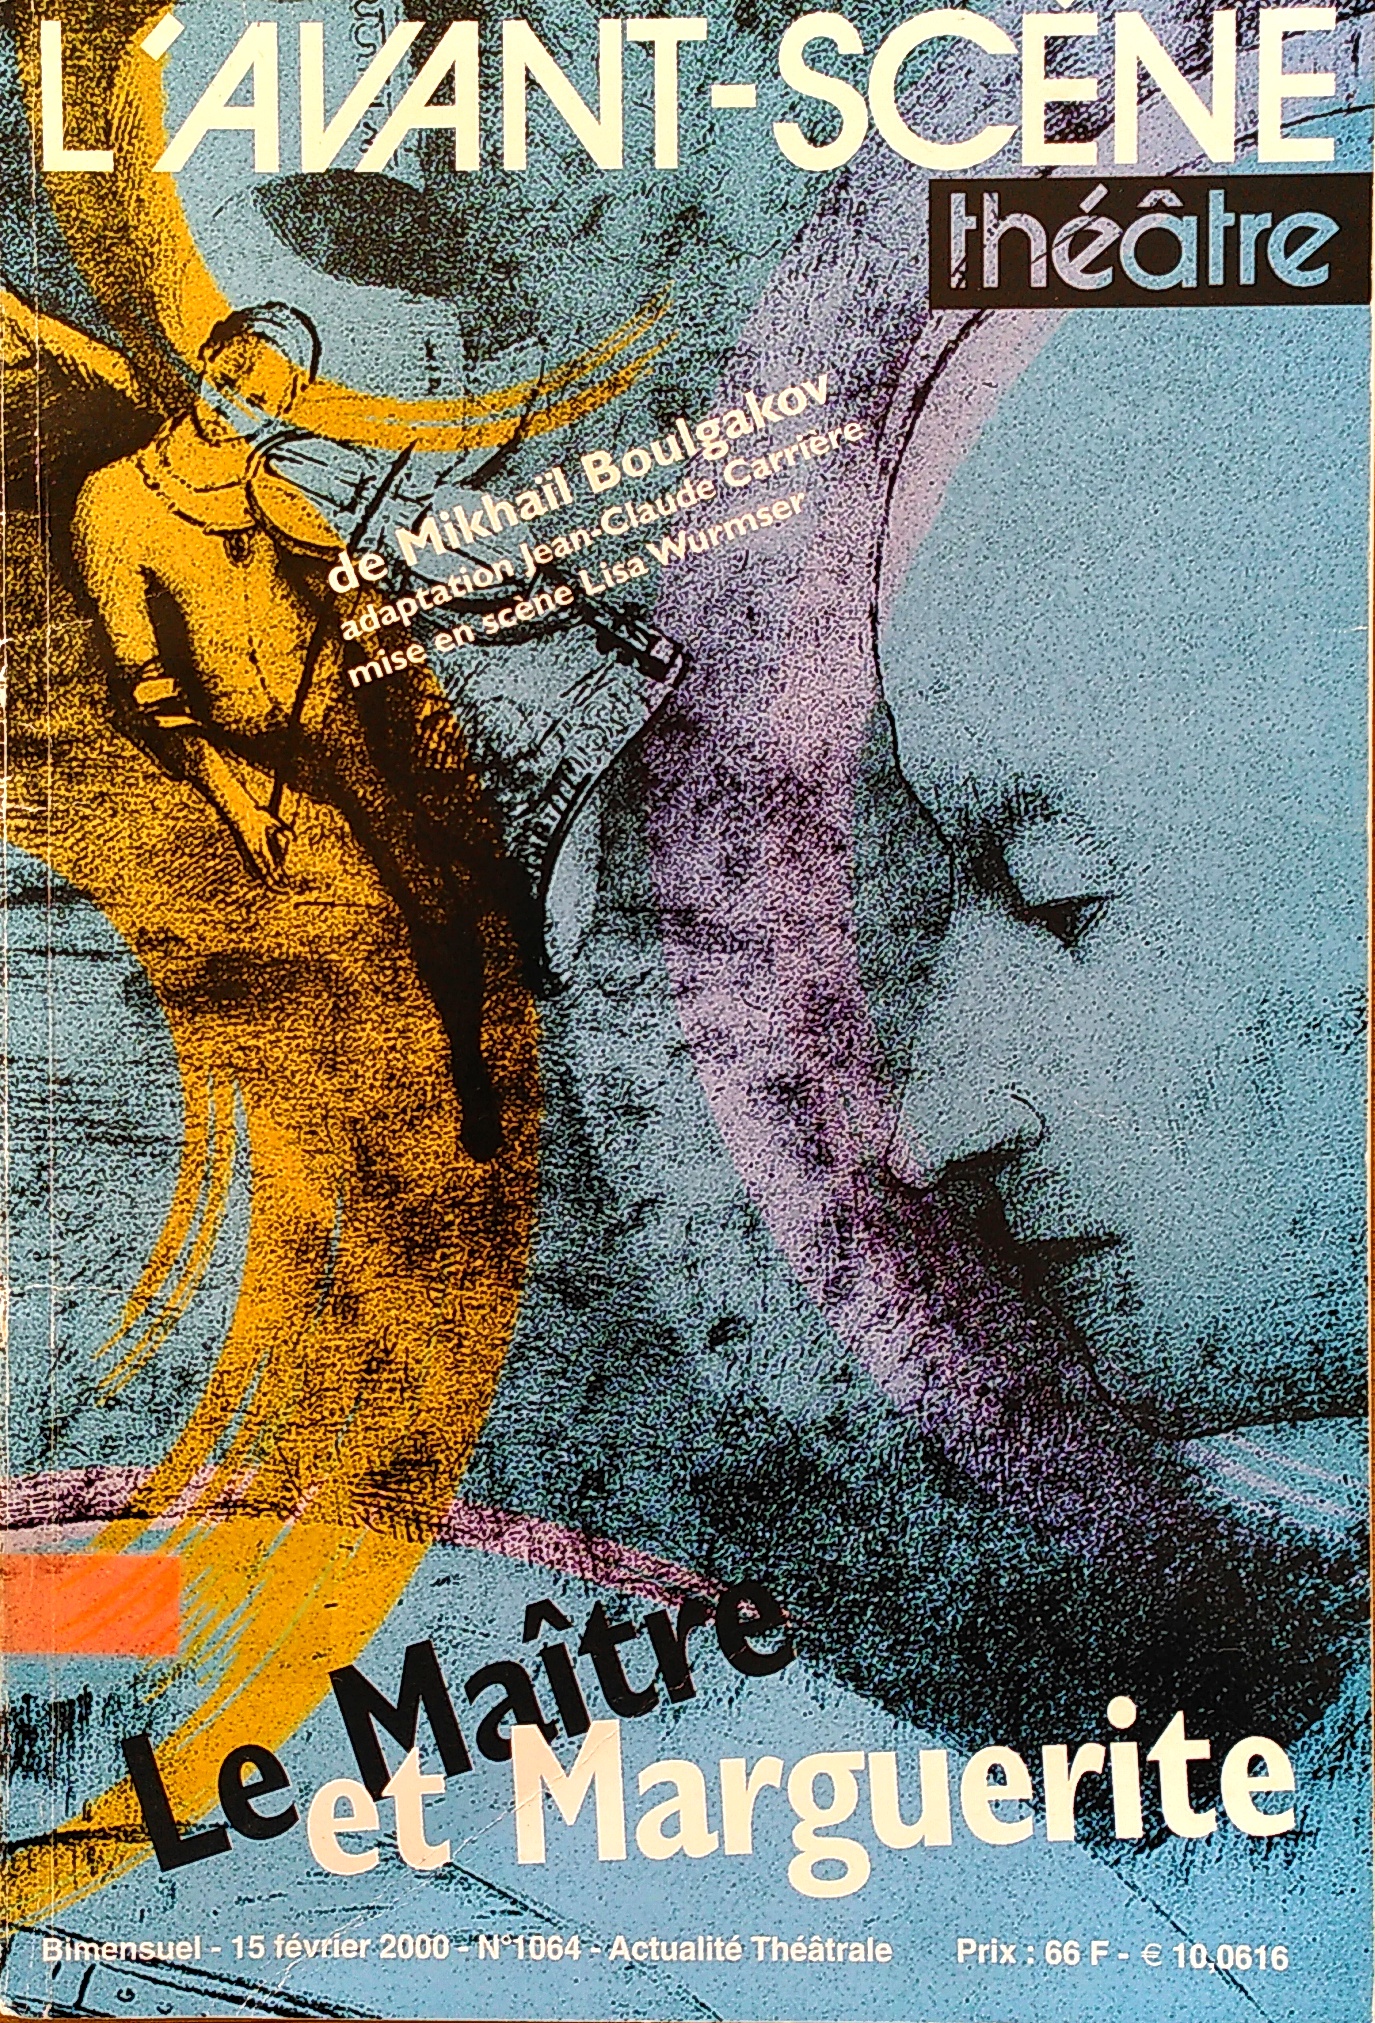 L'AVANT-SCÈNE
théâtre
de Mikhaïl Boulgakov
adaptation Jean-Claude Carrière
mise en scène Lisa Wurmser
Le Maître
et Marguerite
Bimensuel - 15 février 2000 - N°1064 - Actualité Théâtrale Prix : 66 F - € 10,0616